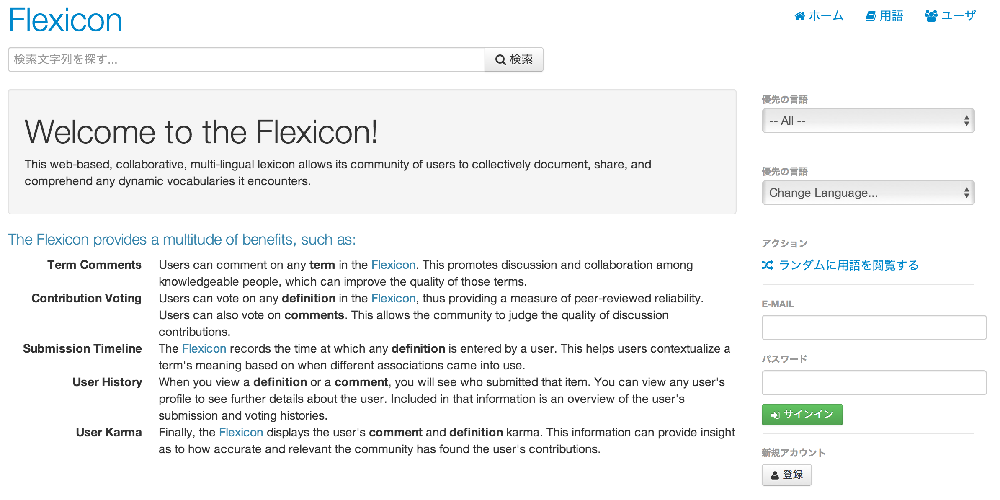 Flexicon
ホーム 用語 ユーザ
検索文字列を探す... 検索
Welcome to the Flexicon!
This web-based, collaborative, multi-lingual lexicon allows its community of users to collectively document, share, and
comprehend any dynamic vocabularies it encounters.
The Flexicon provides a multitude of benefits, such as:
Term Comments Users can comment on any term in the Flexicon. This promotes discussion and collaboration among
knowledgeable people, which can improve the quality of those terms.
Contribution Voting Users can vote on any definition in the Flexicon, thus providing a measure of peer-reviewed reliability.
Users can also vote on comments. This allows the community to judge the quality of discussion
contributions.
Submission Timeline The Flexicon records the time at which any definition is entered by a user. This helps users contextualize a
term's meaning based on when different associations came into use.
User History When you view a definition or a comment, you will see who submitted that item. You can view any user's
profile to see further details about the user. Included in that information is an overview of the user's
submission and voting histories.
User Karma Finally, the Flexicon displays the user's comment and definition karma. This information can provide insight
as to how accurate and relevant the community has found the user's contributions.
優先の言語
-- All --
優先の言語
Change Language...
アクション
ランダムに用語を閲覧する
E-MAIL
パスワード
サインイン
新規アカウント
登録